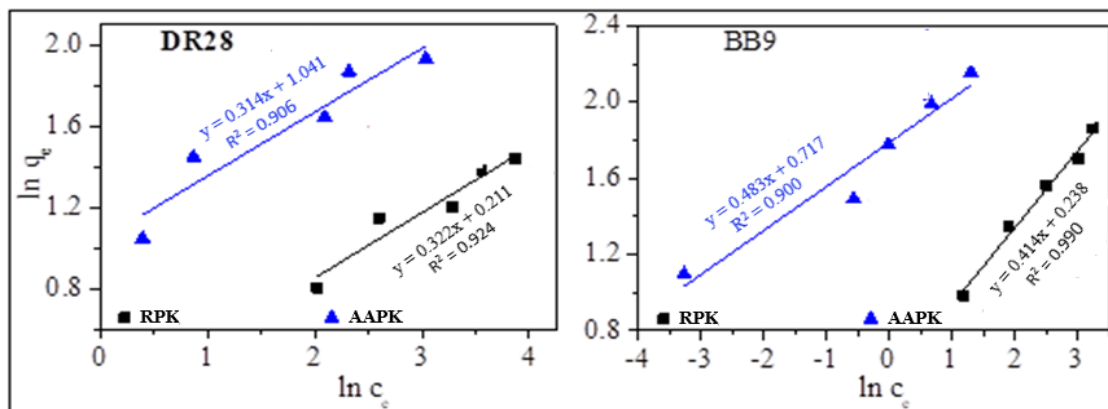 DR28
2.0
1.6
1.2
0.8
ln qe
y = 0.314x + 1.041
R² = 0.906
y = 0.322x + 0.211
R² = 0.924
RPK
AAPK
0
1
2
3
4
ln ce
BB9
2.4
2.0
1.6
1.2
0.8
y = 0.483x + 0.717
R² = 0.900
y = 0.414x + 0.238
R² = 0.990
RPK
AAPK
-4
-3
-2
-1
0
1
2
3
ln ce